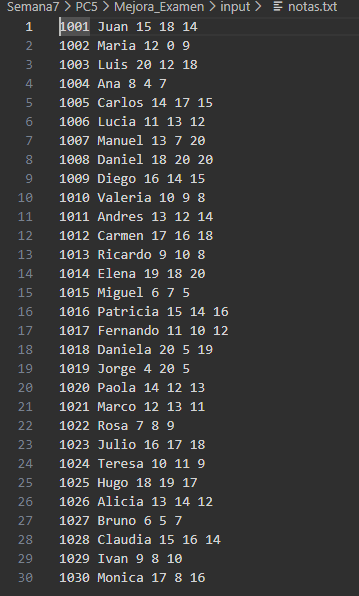 Semana7 > PC5 > Mejora_Examen > input > notas.txt
1 1001 Juan 15 18 14
2 1002 Maria 12 0 9
3 1003 Luis 20 12 18
4 1004 Ana 8 4 7
5 1005 Carlos 14 17 15
6 1006 Lucia 11 13 12
7 1007 Manuel 13 7 20
8 1008 Daniel 18 20 20
9 1009 Diego 16 14 15
10 1010 Valeria 10 9 8
11 1011 Andres 13 12 14
12 1012 Carmen 17 16 18
13 1013 Ricardo 9 10 8
14 1014 Elena 19 18 20
15 1015 Miguel 6 7 5
16 1016 Patricia 15 14 16
17 1017 Fernando 11 10 12
18 1018 Daniela 20 5 19
19 1019 Jorge 4 20 5
20 1020 Paola 14 12 13
21 1021 Marco 12 13 11
22 1022 Rosa 7 8 9
23 1023 Julio 16 17 18
24 1024 Teresa 10 11 9
25 1025 Hugo 18 19 17
26 1026 Alicia 13 14 12
27 1027 Bruno 6 5 7
28 1028 Claudia 15 16 14
29 1029 Ivan 9 8 10
30 1030 Monica 17 8 16